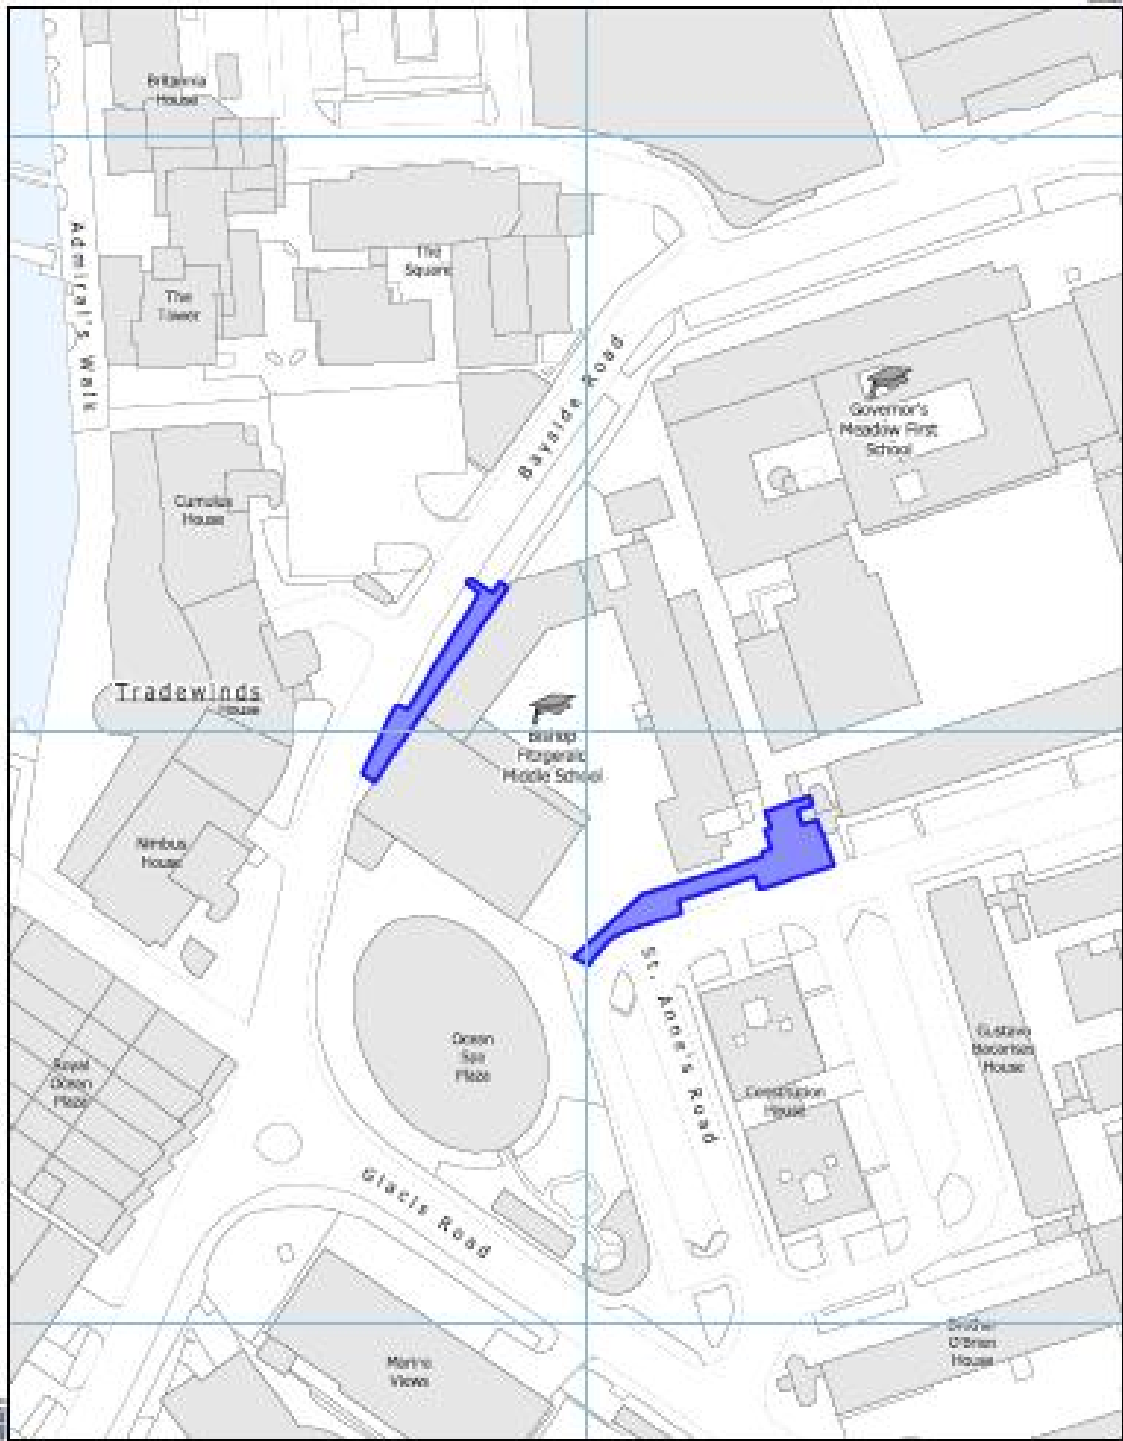 Britannia
House
Admiral's Walk
The
Square
The
Tower
Bayside Road
Governor's
Meadow First
School
Cumulus
House
Tradewinds
House
Bishop
Fitzgerald
Middle School
Nimbus
House
St. Anne's Road
Ocean
Spa
Plaza
Gustavo
Bacarisas
House
Royal
Ocean
Plaza
Constitution
House
Glacis Road
Brother
O'Brien
House
Marina
Views